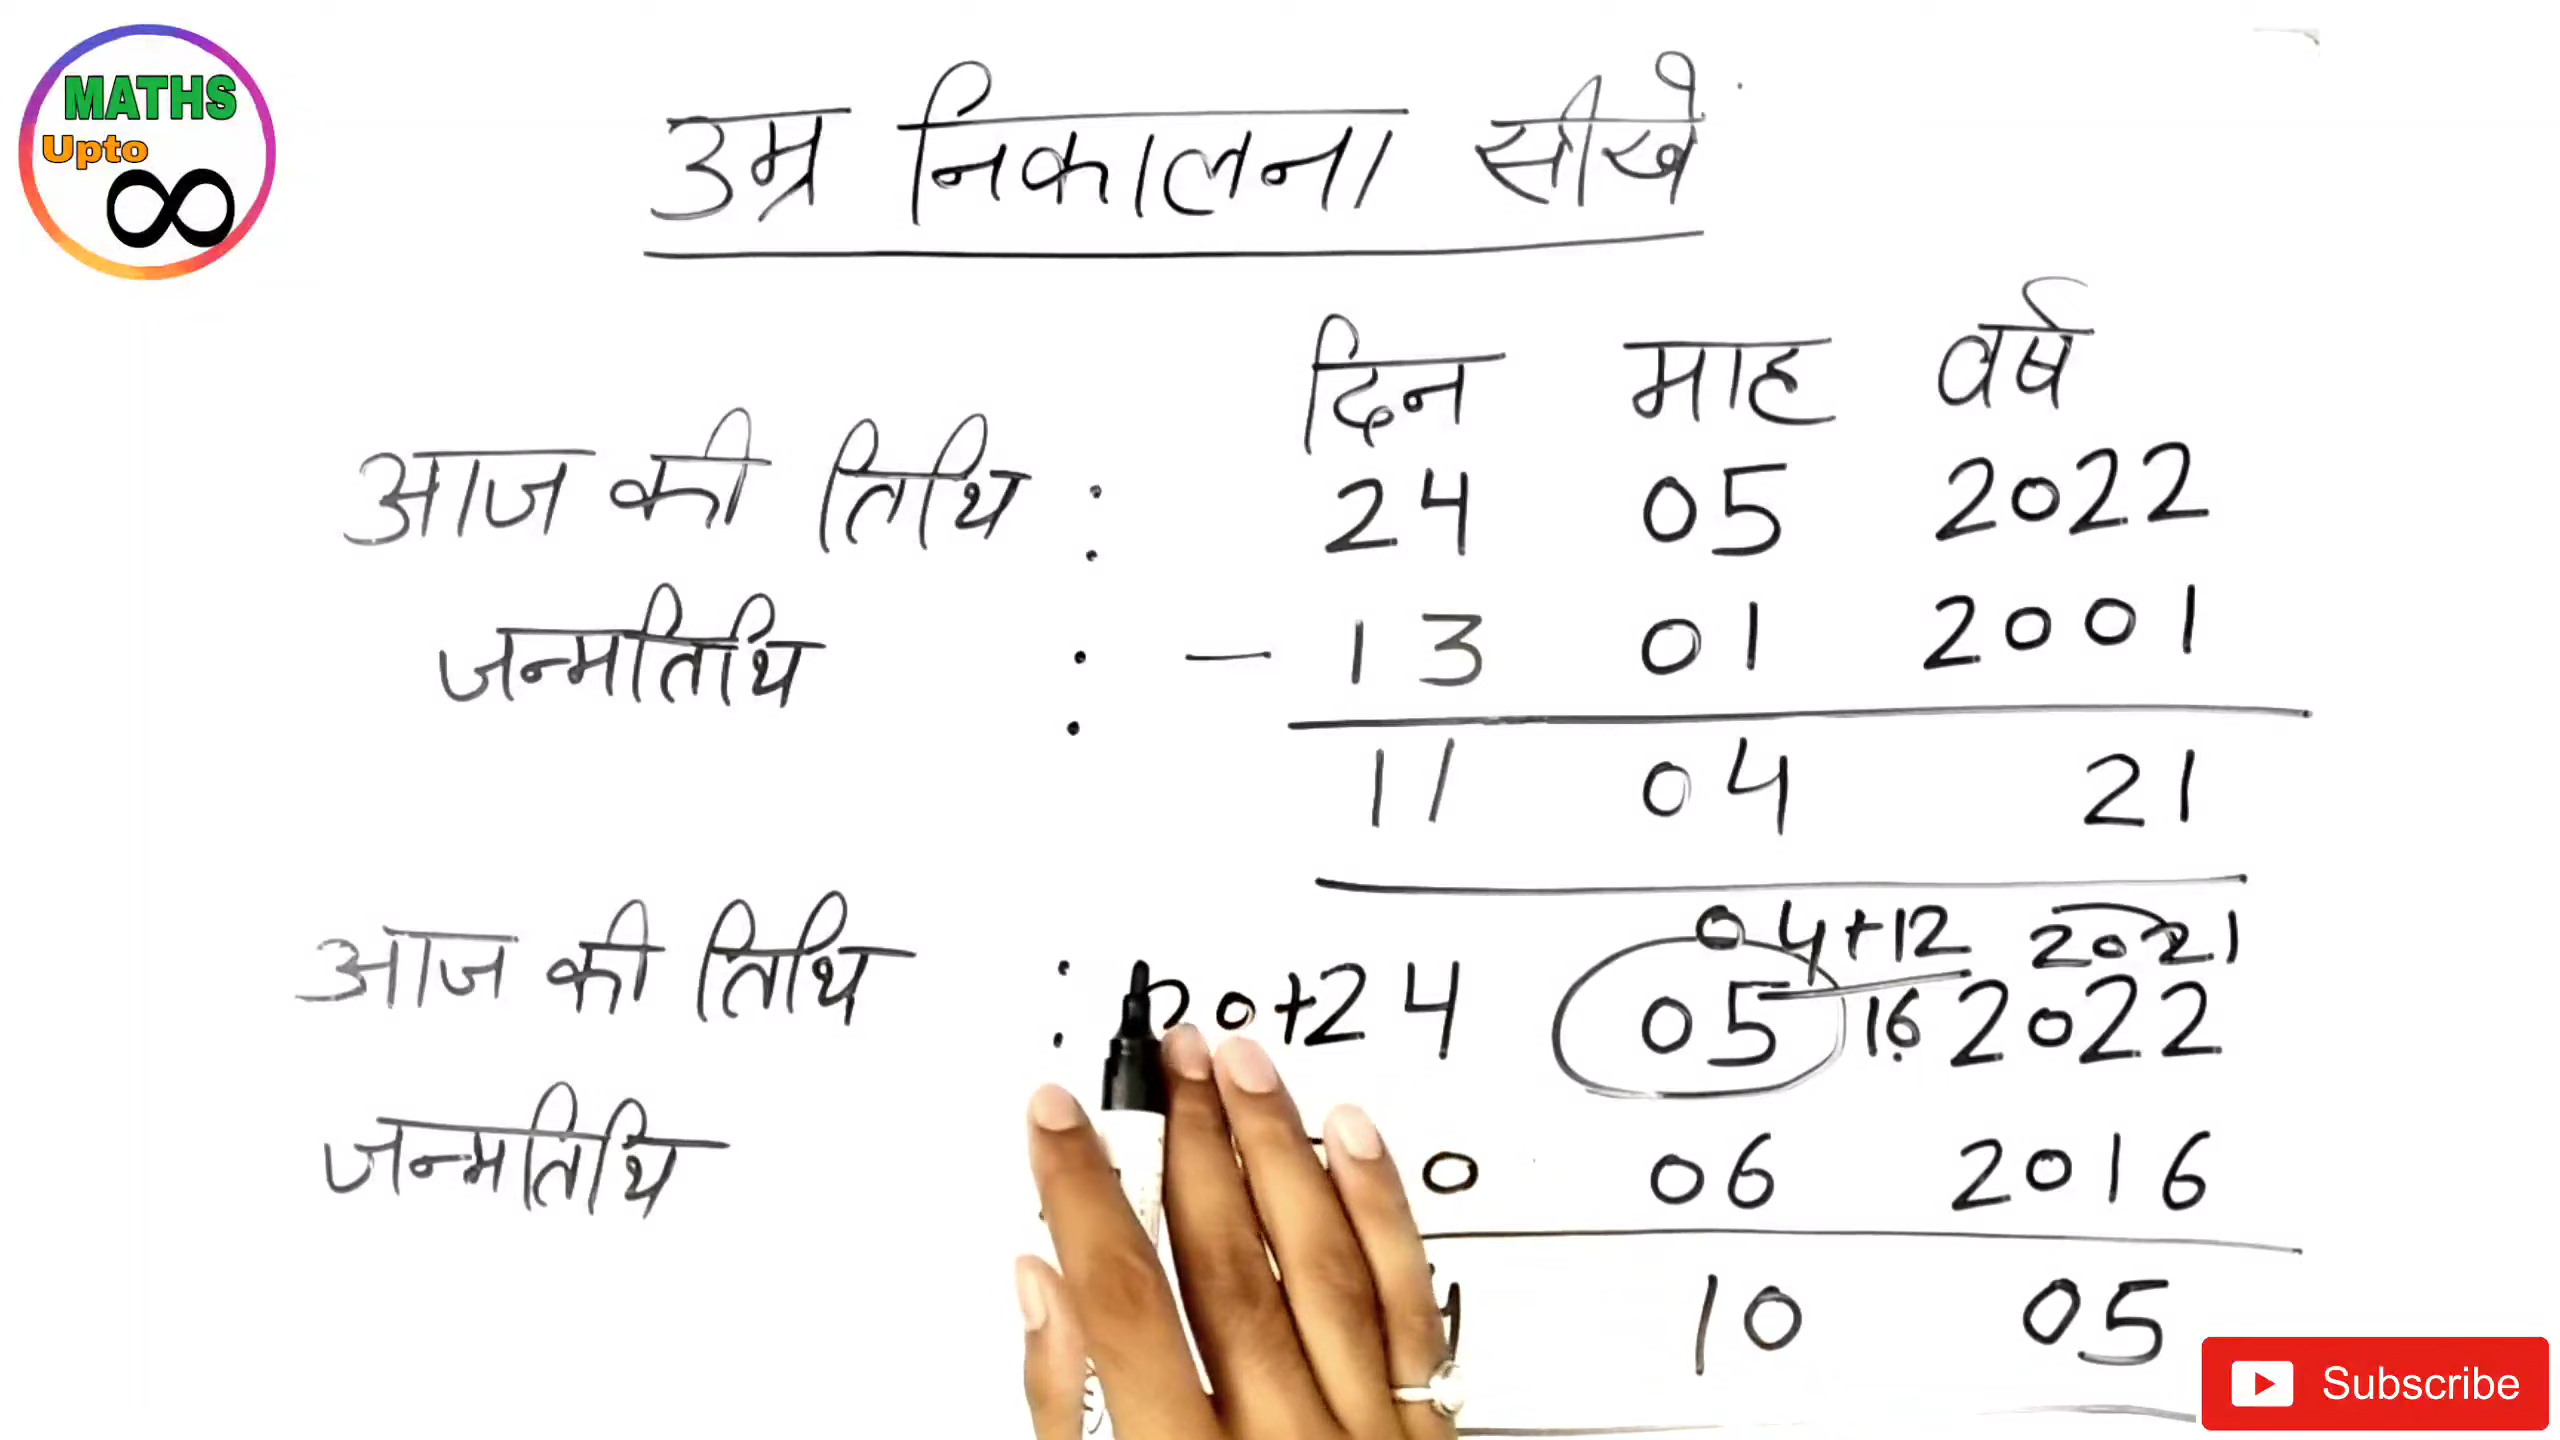 MATHS
Upto
∞
उम्र निकालना सीखें
दिन माह वर्ष
आज की तिथि : 24 05 2022
जन्मतिथि : - 13 01 2001
11 04 21
04+12 2021
आज की तिथि : 30+24 05 16 2022
जन्मतिथि 0 06 2016
10 05
Subscribe